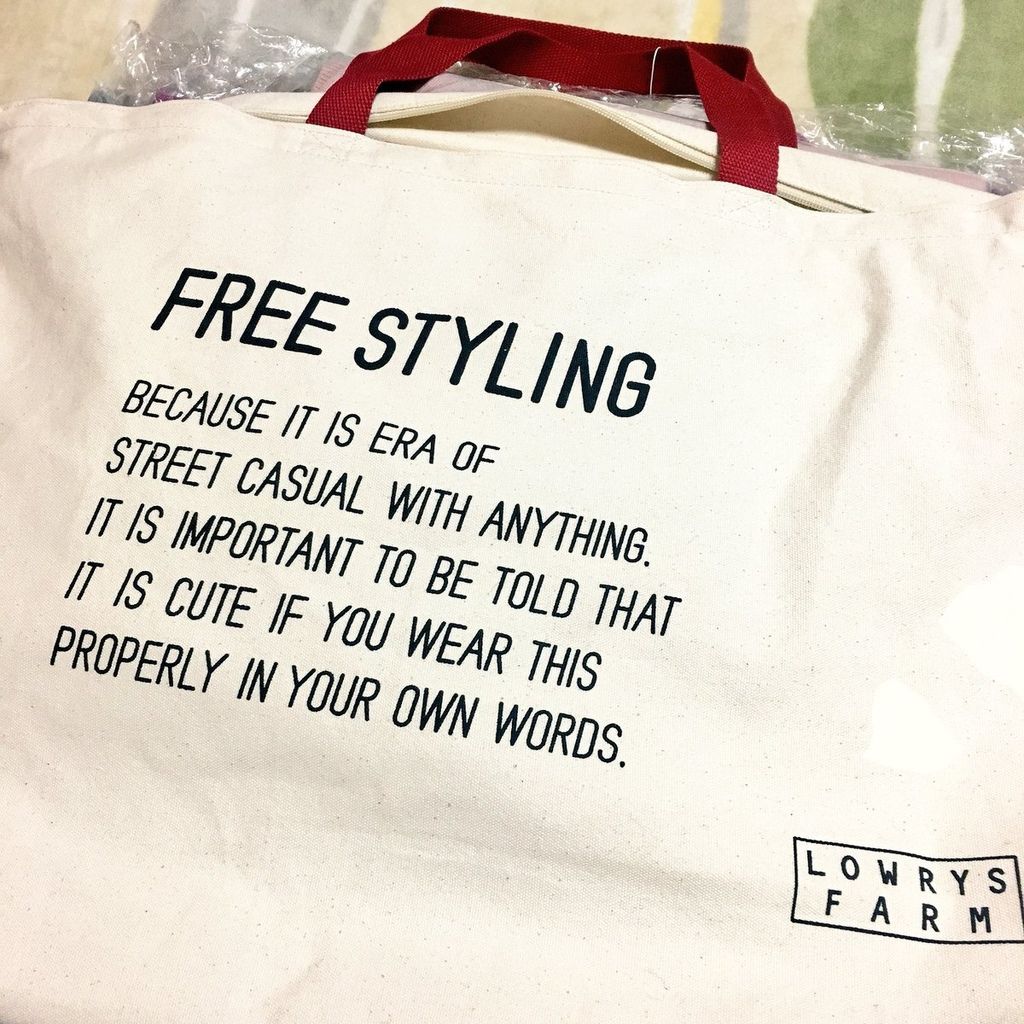 FREE STYLING
BECAUSE IT IS ERA OF
STREET CASUAL WITH ANYTHING.
IT IS IMPORTANT TO BE TOLD THAT
IT IS CUTE IF YOU WEAR THIS
PROPERLY IN YOUR OWN WORDS.
LOWRYS
FARM